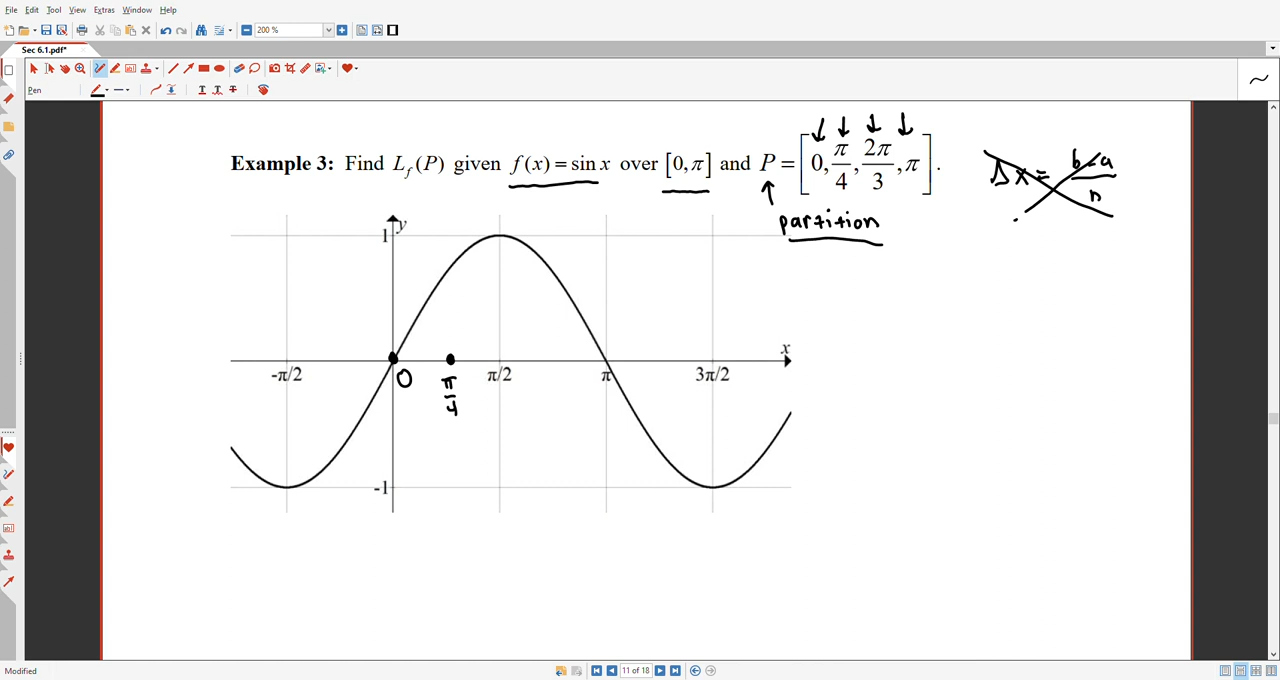 File Edit Tool View Extras Window Help
200 %
Sec 6.1.pdf*
Pen
Example 3: Find L_f(P) given f(x) = sin x over [0, π] and P = [0, π/4, 2π/3, π].
Δx = b-a/n
partition
1
y
x
-π/2
0
π/4
π/2
π
3π/2
-1
Modified
11 of 18